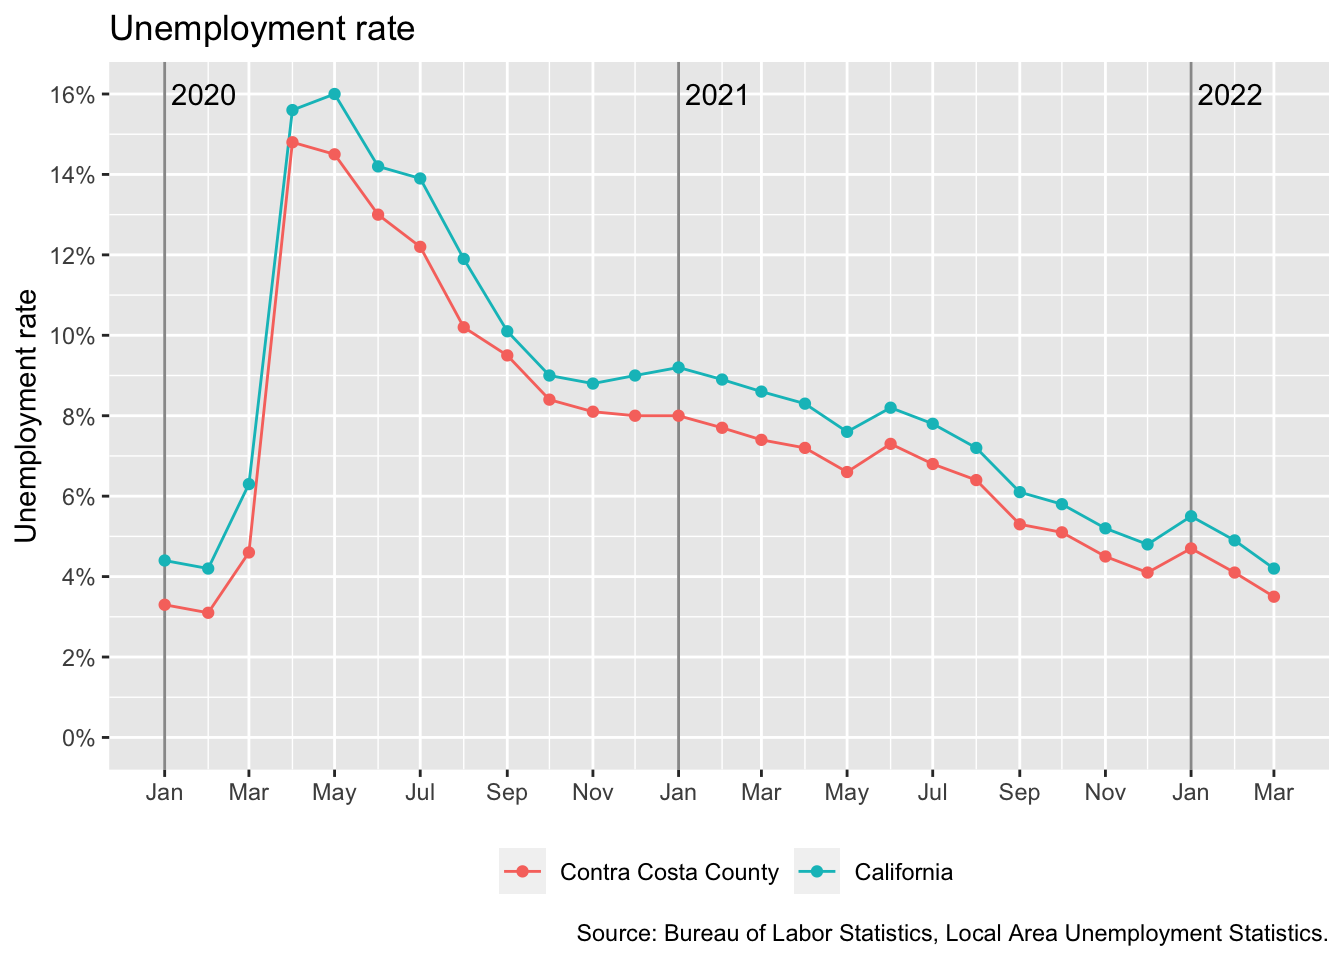 Unemployment rate
Unemployment rate
2020 2021 2022
16%
14%
12%
10%
8%
6%
4%
2%
0%
Jan Mar May Jul Sep Nov Jan Mar May Jul Sep Nov Jan Mar
Contra Costa County California
Source: Bureau of Labor Statistics, Local Area Unemployment Statistics.